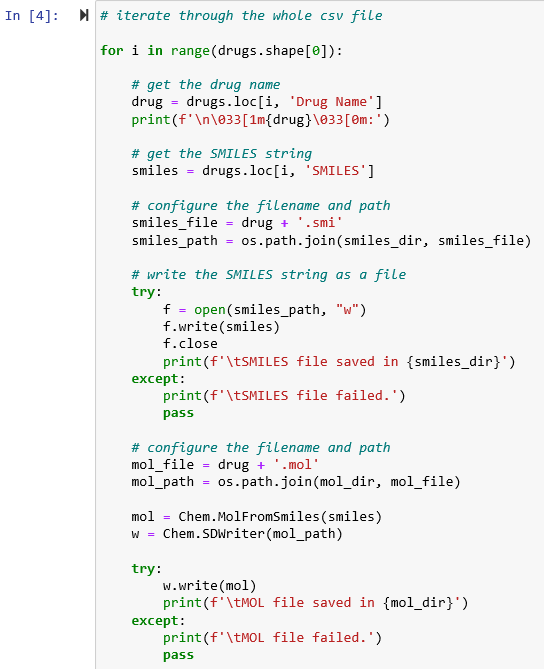 In [4]:
# iterate through the whole csv file
for i in range(drugs.shape[0]):
    # get the drug name
    drug = drugs.loc[i, 'Drug Name']
    print(f'\n\033[1m{drug}\033[0m:')
    # get the SMILES string
    smiles = drugs.loc[i, 'SMILES']
    # configure the filename and path
    smiles_file = drug + '.smi'
    smiles_path = os.path.join(smiles_dir, smiles_file)
    # write the SMILES string as a file
    try:
        f = open(smiles_path, "w")
        f.write(smiles)
        f.close
        print(f'\tSMILES file saved in {smiles_dir}')
    except:
        print(f'\tSMILES file failed.')
        pass
    # configure the filename and path
    mol_file = drug + '.mol'
    mol_path = os.path.join(mol_dir, mol_file)
    mol = Chem.MolFromSmiles(smiles)
    w = Chem.SDWriter(mol_path)
    try:
        w.write(mol)
        print(f'\tMOL file saved in {mol_dir}')
    except:
        print(f'\tMOL file failed.')
        pass